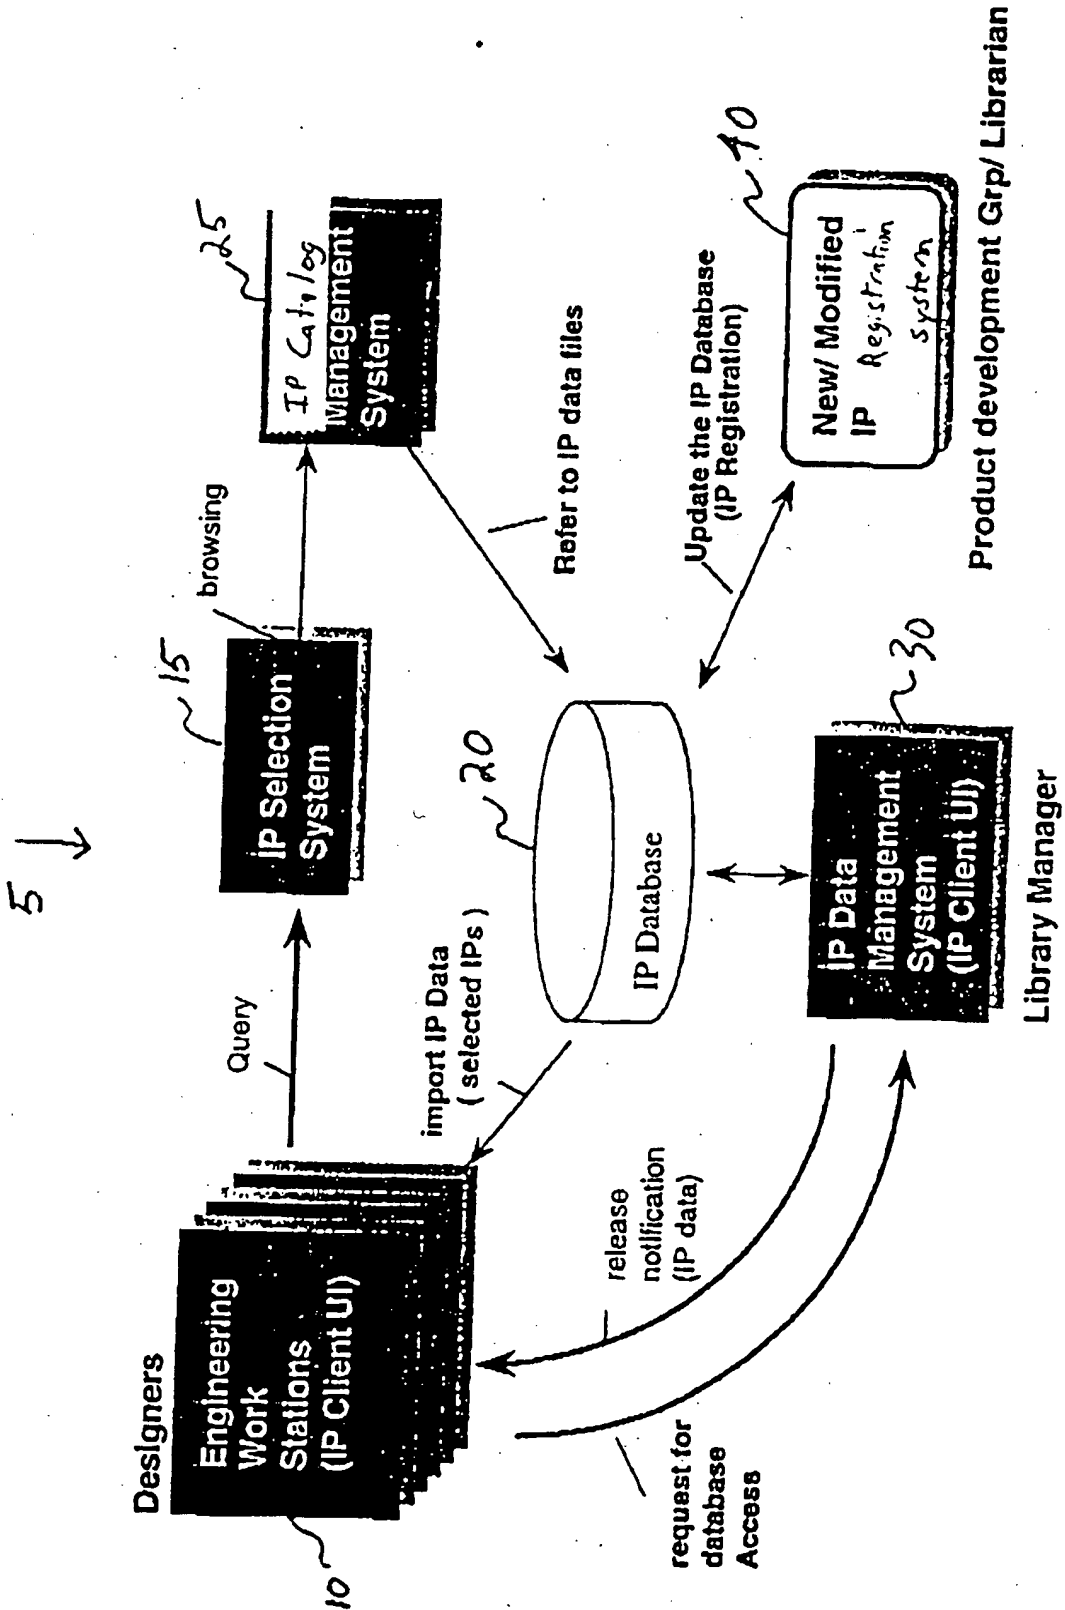 5
Designers
Engineering
Work
Stations
(IP Client UI)
10
Query
15
IP Selection
System
browsing
25
IP Catalog
Management
System
import IP Data
( selected IPs )
20
IP Database
Refer to IP data files
Update the IP Database
(IP Registration)
40
New/ Modified
IP Registration
system
Product development Grp/ Librarian
release
notification
(IP data)
request for
database
Access
30
IP Data
Management
System
(IP Client UI)
Library Manager